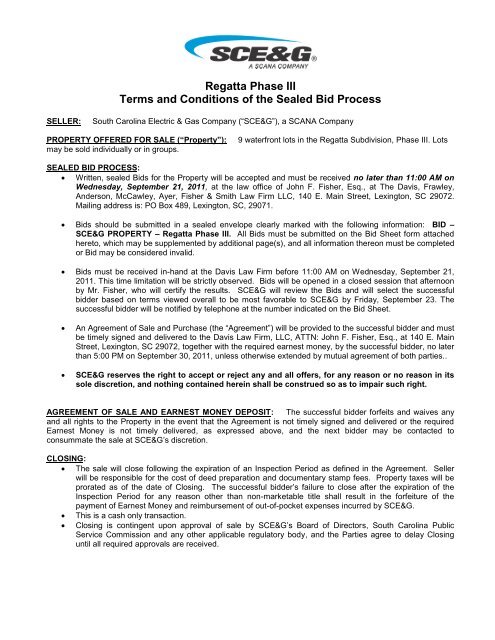 SCE&G®
A SCANA COMPANY
Regatta Phase III
Terms and Conditions of the Sealed Bid Process
SELLER: South Carolina Electric & Gas Company (“SCE&G”), a SCANA Company
PROPERTY OFFERED FOR SALE (“Property”): 9 waterfront lots in the Regatta Subdivision, Phase III. Lots
may be sold individually or in groups.
SEALED BID PROCESS:
• Written, sealed Bids for the Property will be accepted and must be received no later than 11:00 AM on
Wednesday, September 21, 2011, at the law office of John F. Fisher, Esq., at The Davis, Frawley,
Anderson, McCawley, Ayer, Fisher & Smith Law Firm LLC, 140 E. Main Street, Lexington, SC 29072.
Mailing address is: PO Box 489, Lexington, SC, 29071.
• Bids should be submitted in a sealed envelope clearly marked with the following information: BID –
SCE&G PROPERTY – Regatta Phase III. All Bids must be submitted on the Bid Sheet form attached
hereto, which may be supplemented by additional page(s), and all information thereon must be completed
or Bid may be considered invalid.
• Bids must be received in-hand at the Davis Law Firm before 11:00 AM on Wednesday, September 21,
2011. This time limitation will be strictly observed. Bids will be opened in a closed session that afternoon
by Mr. Fisher, who will certify the results. SCE&G will review the Bids and will select the successful
bidder based on terms viewed overall to be most favorable to SCE&G by Friday, September 23. The
successful bidder will be notified by telephone at the number indicated on the Bid Sheet.
• An Agreement of Sale and Purchase (the “Agreement”) will be provided to the successful bidder and must
be timely signed and delivered to the Davis Law Firm, LLC, ATTN: John F. Fisher, Esq., at 140 E. Main
Street, Lexington, SC 29072, together with the required earnest money, by the successful bidder, no later
than 5:00 PM on September 30, 2011, unless otherwise extended by mutual agreement of both parties..
• SCE&G reserves the right to accept or reject any and all offers, for any reason or no reason in its
sole discretion, and nothing contained herein shall be construed so as to impair such right.
AGREEMENT OF SALE AND EARNEST MONEY DEPOSIT: The successful bidder forfeits and waives any
and all rights to the Property in the event that the Agreement is not timely signed and delivered or the required
Earnest Money is not timely delivered, as expressed above, and the next bidder may be contacted to
consummate the sale at SCE&G’s discretion.
CLOSING:
• The sale will close following the expiration of an Inspection Period as defined in the Agreement. Seller
will be responsible for the cost of deed preparation and documentary stamp fees. Property taxes will be
prorated as of the date of Closing. The successful bidder’s failure to close after the expiration of the
Inspection Period for any reason other than non-marketable title shall result in the forfeiture of the
payment of Earnest Money and reimbursement of out-of-pocket expenses incurred by SCE&G.
• This is a cash only transaction.
• Closing is contingent upon approval of sale by SCE&G’s Board of Directors, South Carolina Public
Service Commission and any other applicable regulatory body, and the Parties agree to delay Closing
until all required approvals are received.